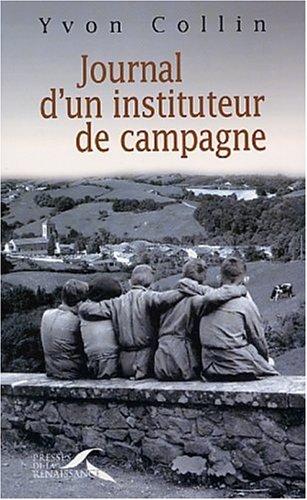 Yvon Collin
Journal
d'un instituteur
de campagne
PRESSES
DE LA
RENAISSANCE